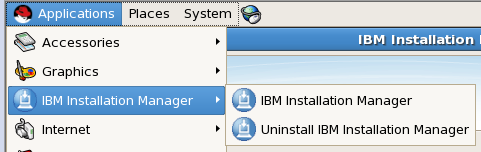 Applications Places System
IBM Installation
Accessories
Graphics
IBM Installation Manager
IBM Installation Manager
Internet
Uninstall IBM Installation Manager